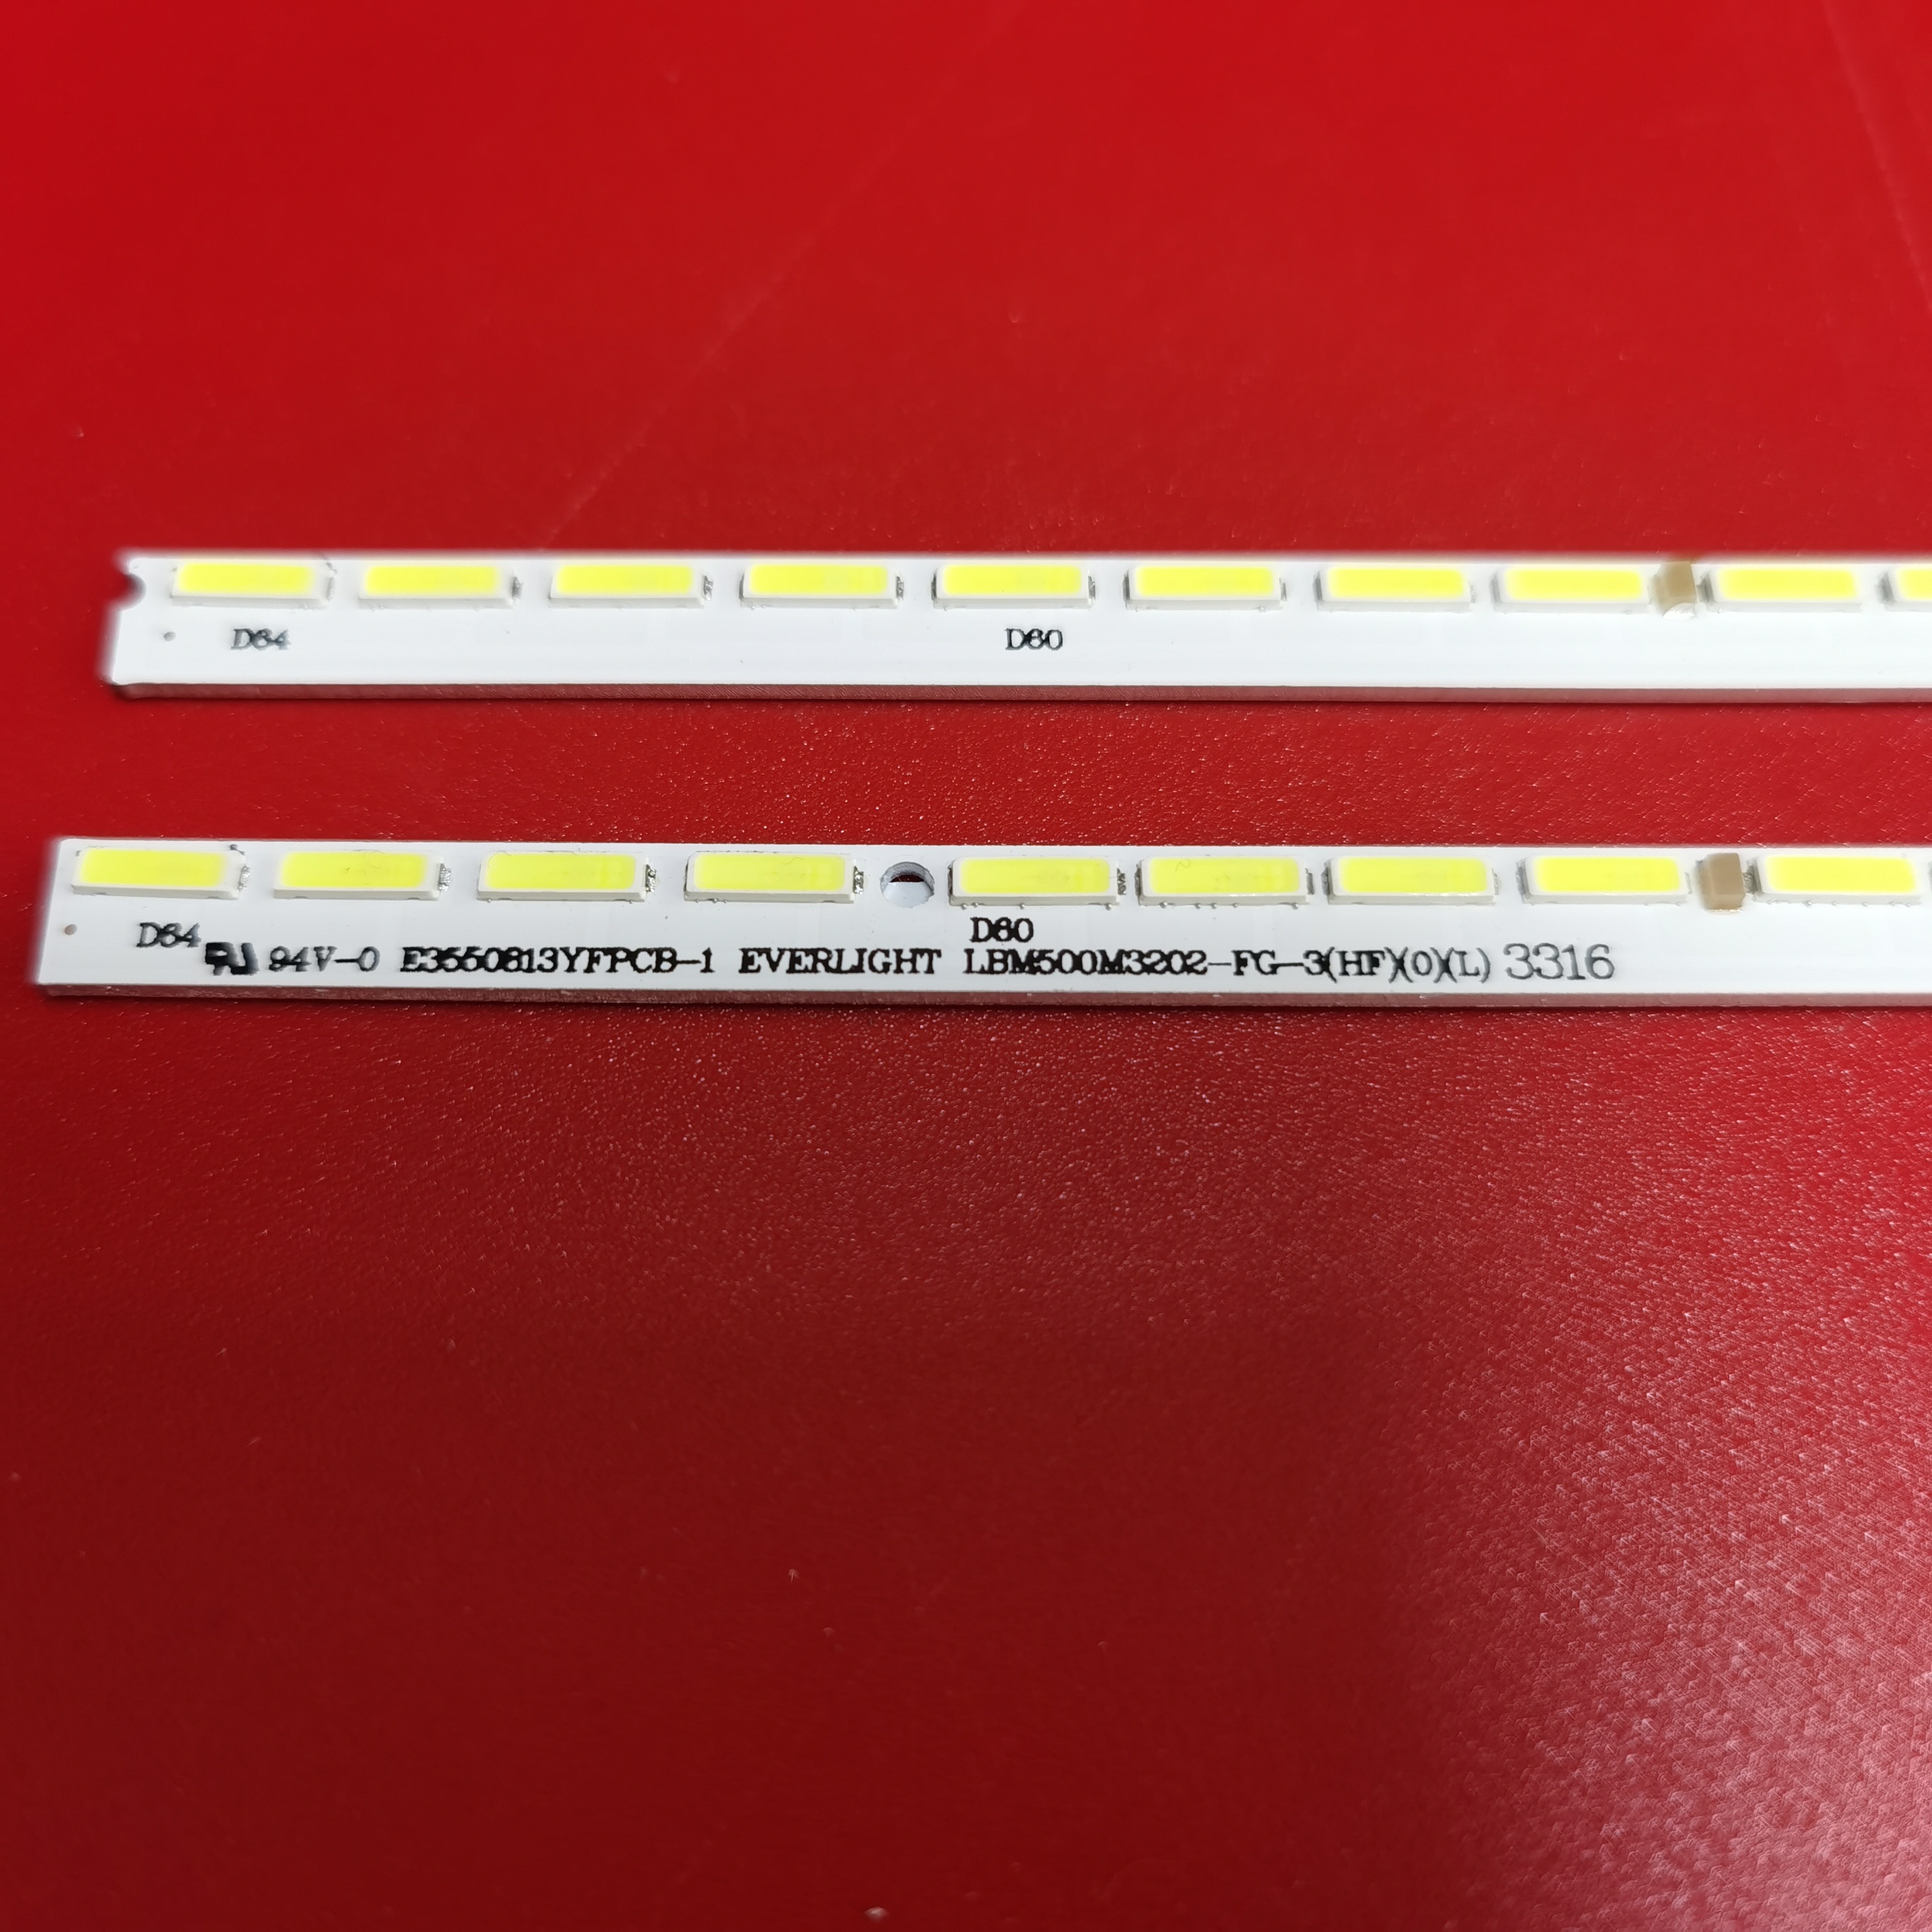 D64 D60
D64 D60
94V-0 E3550813YFPCB-1 EVERLIGHT LBM500M3202-FG-3(HF)(0)(L) 3316